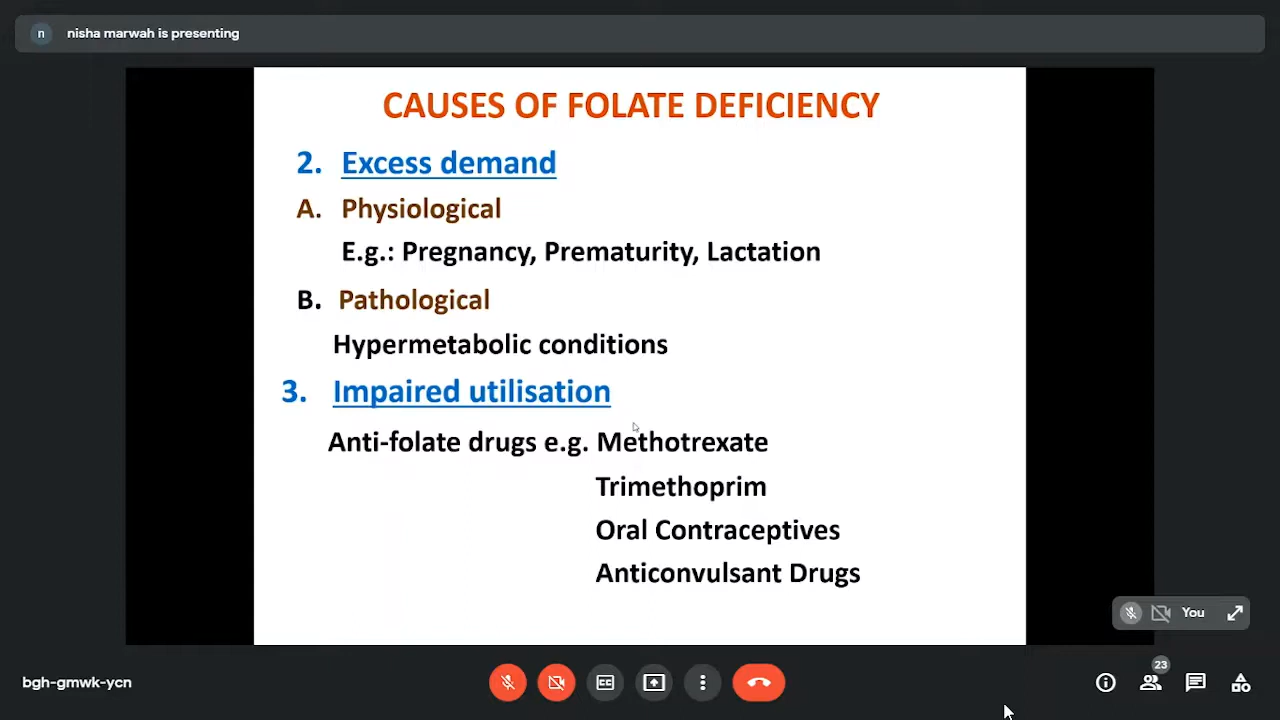 n nisha marwah is presenting
CAUSES OF FOLATE DEFICIENCY
2. Excess demand
A. Physiological
E.g.: Pregnancy, Prematurity, Lactation
B. Pathological
Hypermetabolic conditions
3. Impaired utilisation
Anti-folate drugs e.g. Methotrexate
Trimethoprim
Oral Contraceptives
Anticonvulsant Drugs
You
23
bgh-gmwk-ycn
CC